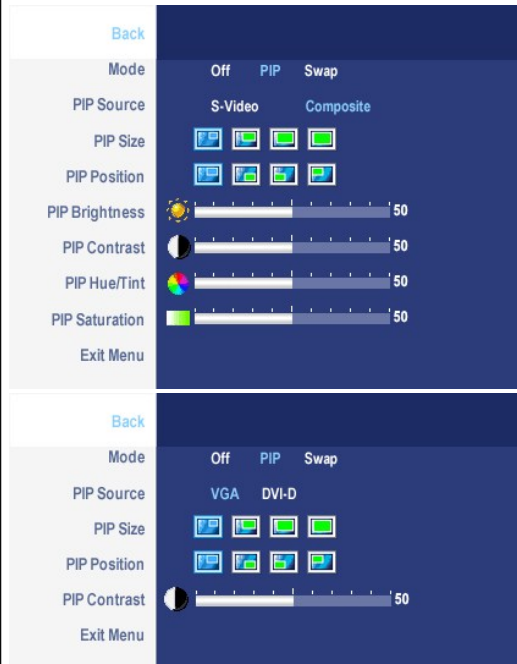 Back
Mode Off PIP Swap
PIP Source S-Video Composite
PIP Size
PIP Position
PIP Brightness 50
PIP Contrast 50
PIP Hue/Tint 50
PIP Saturation 50
Exit Menu
Back
Mode Off PIP Swap
PIP Source VGA DVI-D
PIP Size
PIP Position
PIP Contrast 50
Exit Menu